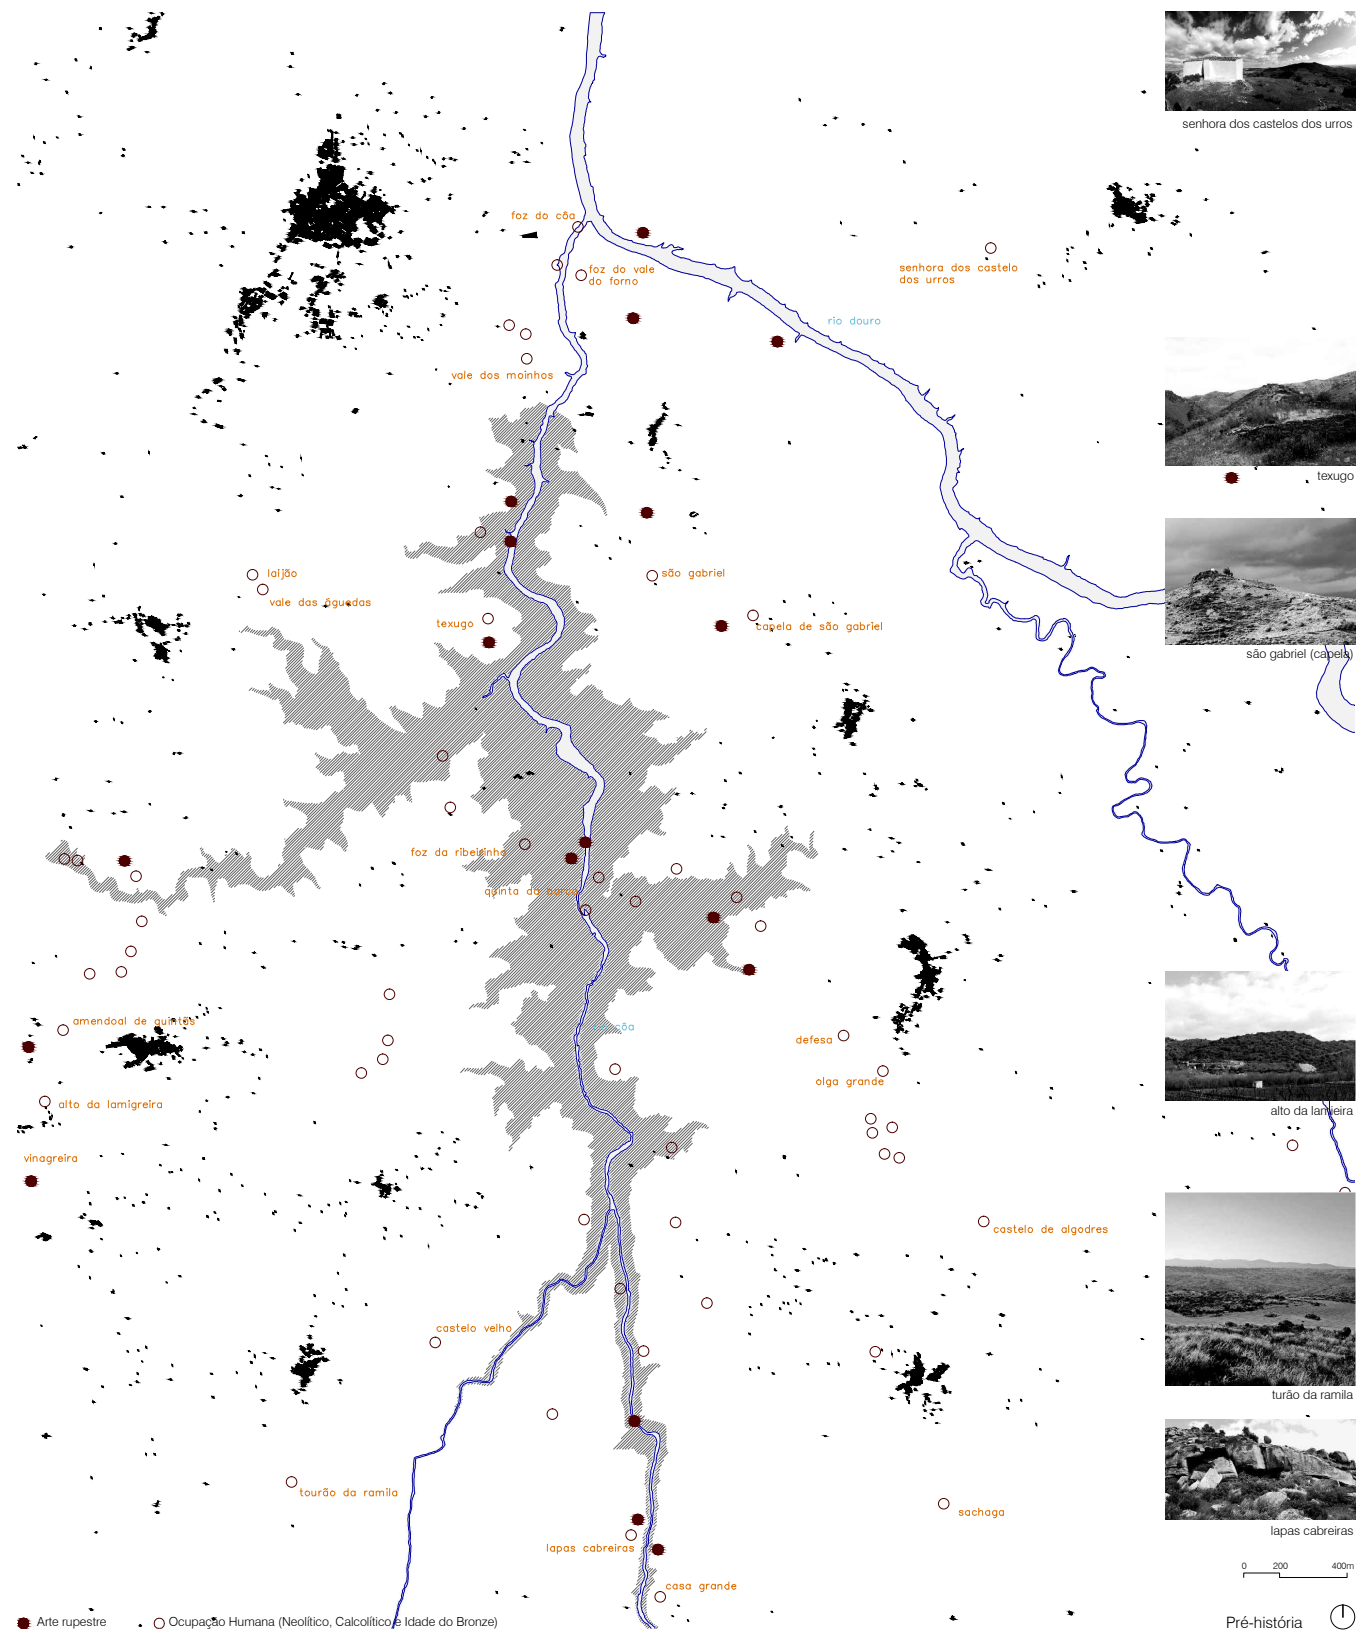 senhora dos castelos dos urros
foz do côa
foz do vale
do forno
senhora dos castelo
dos urros
rio douro
vale dos moinhos
texugo
laijão
vale das águadas
são gabriel
texugo
capela de são gabriel
são gabriel (capela)
foz da ribeirinha
quinta da barca
amendoal de quintãs
rio côa
defesa
olga grande
alto da lamigreira
alto da lameira
vinagreira
castelo de algodres
castelo velho
turão da ramila
tourão da ramila
sachaga
lapas cabreiras
lapas cabreiras
casa grande
0 200 400m
Arte rupestre
Ocupação Humana (Neolítico, Calcolítico e Idade do Bronze)
Pré-história